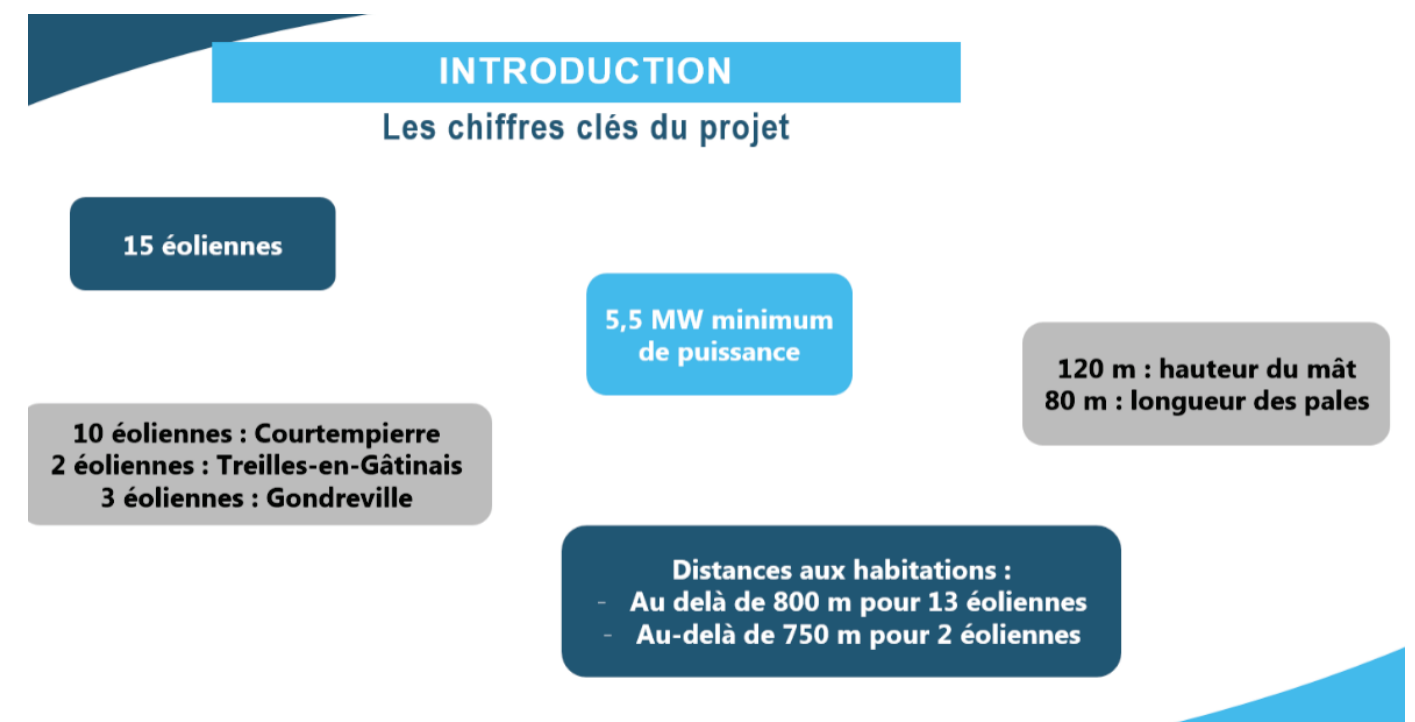 INTRODUCTION
Les chiffres clés du projet
15 éoliennes
5,5 MW minimum
de puissance
120 m : hauteur du mât
80 m : longueur des pales
10 éoliennes : Courtempierre
2 éoliennes : Treilles-en-Gâtinais
3 éoliennes : Gondreville
Distances aux habitations :
- Au delà de 800 m pour 13 éoliennes
- Au-delà de 750 m pour 2 éoliennes